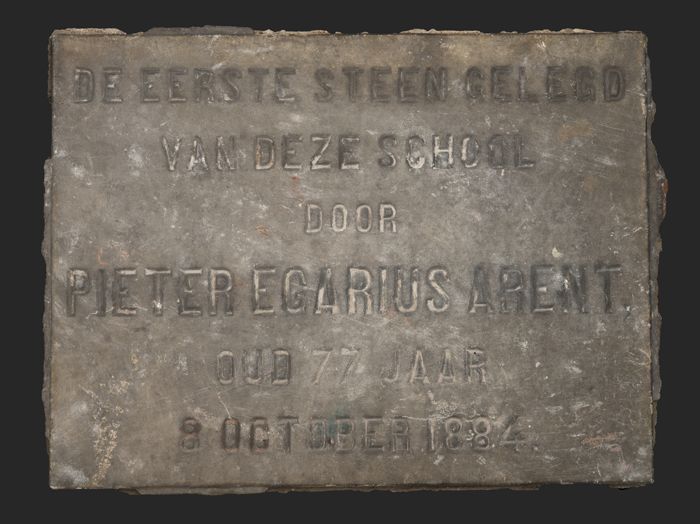 DE EERSTE STEEN GELEGD
VAN DEZE SCHOOL
DOOR
PIETER EGARIUS ARENT.
OUD 77 JAAR
8 OCTOBER 1884.